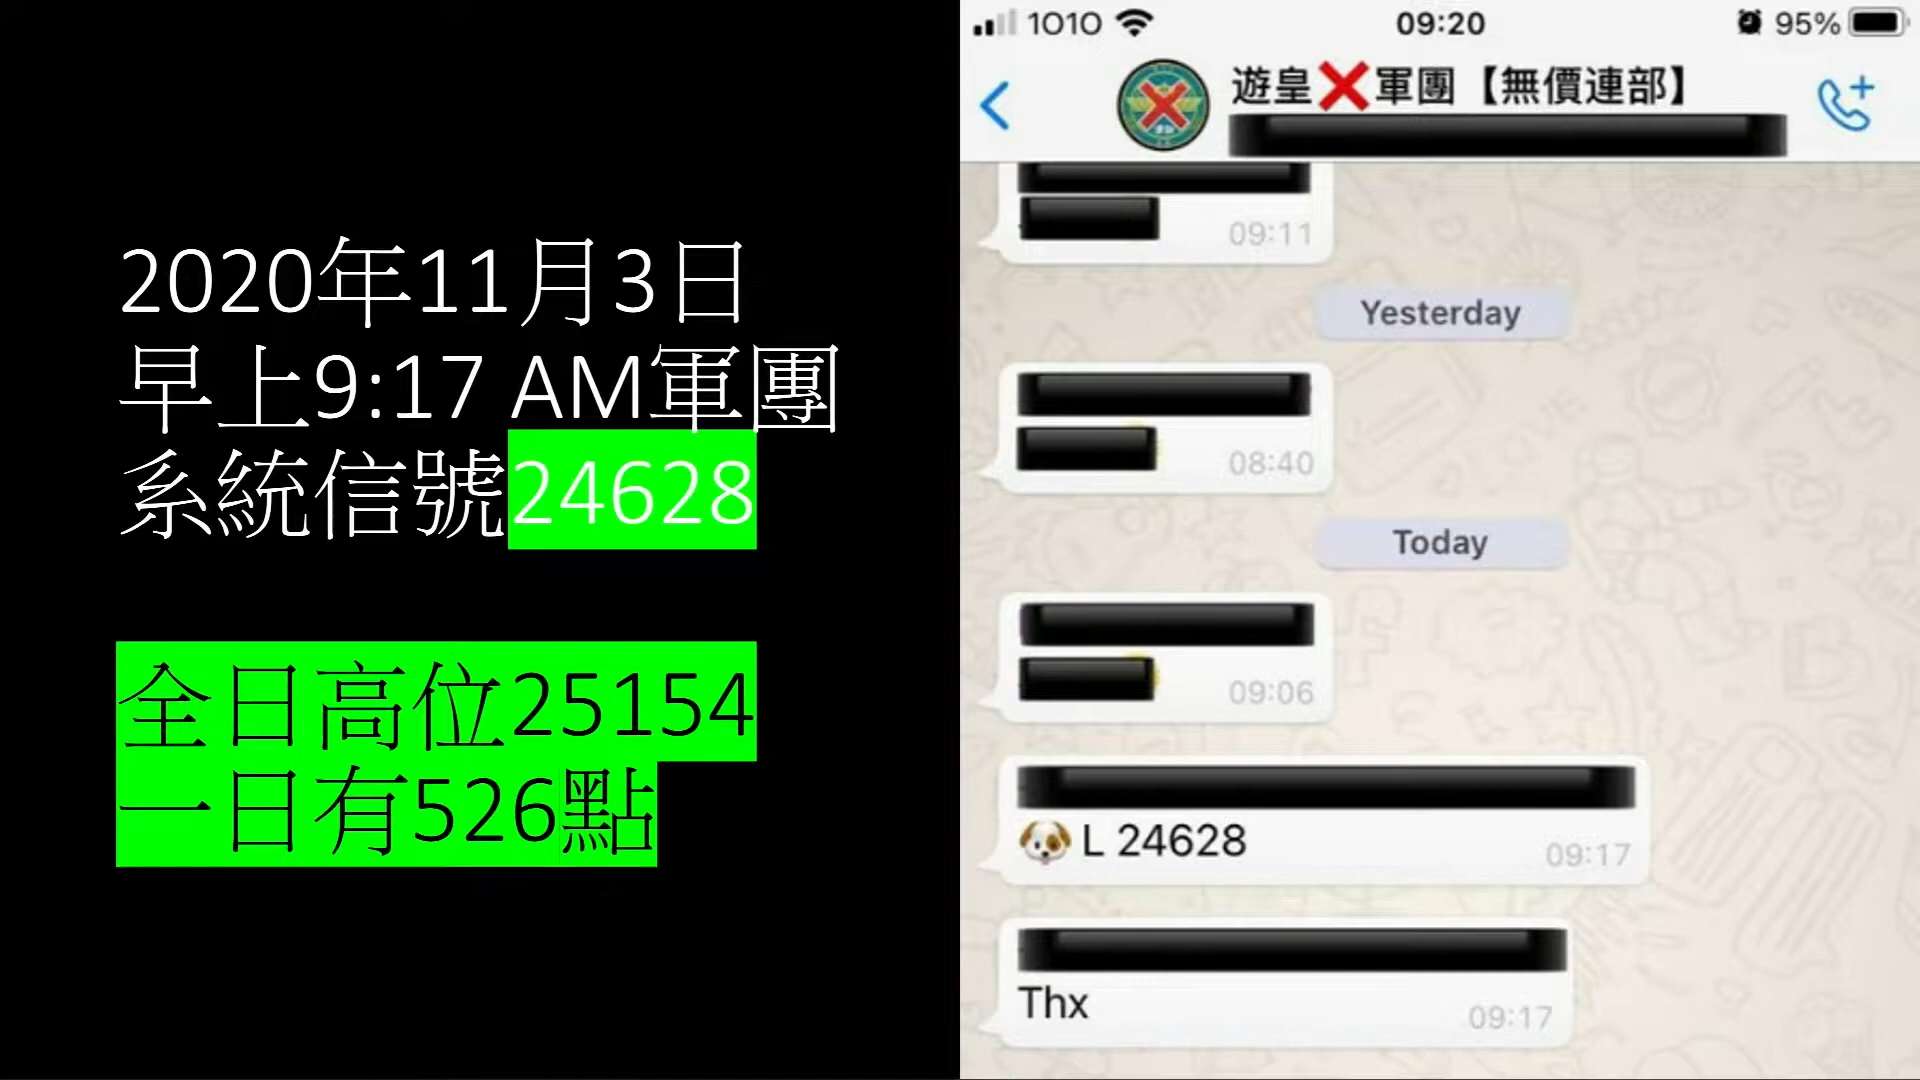 2020年11月3日
早上9:17 AM軍團
系統信號24628
全日高位25154
一日有526點
1010
09:20
95%
遊皇❌軍團【無價連部】
09:11
Yesterday
08:40
Today
09:06
🐶 L 24628
09:17
Thx
09:17